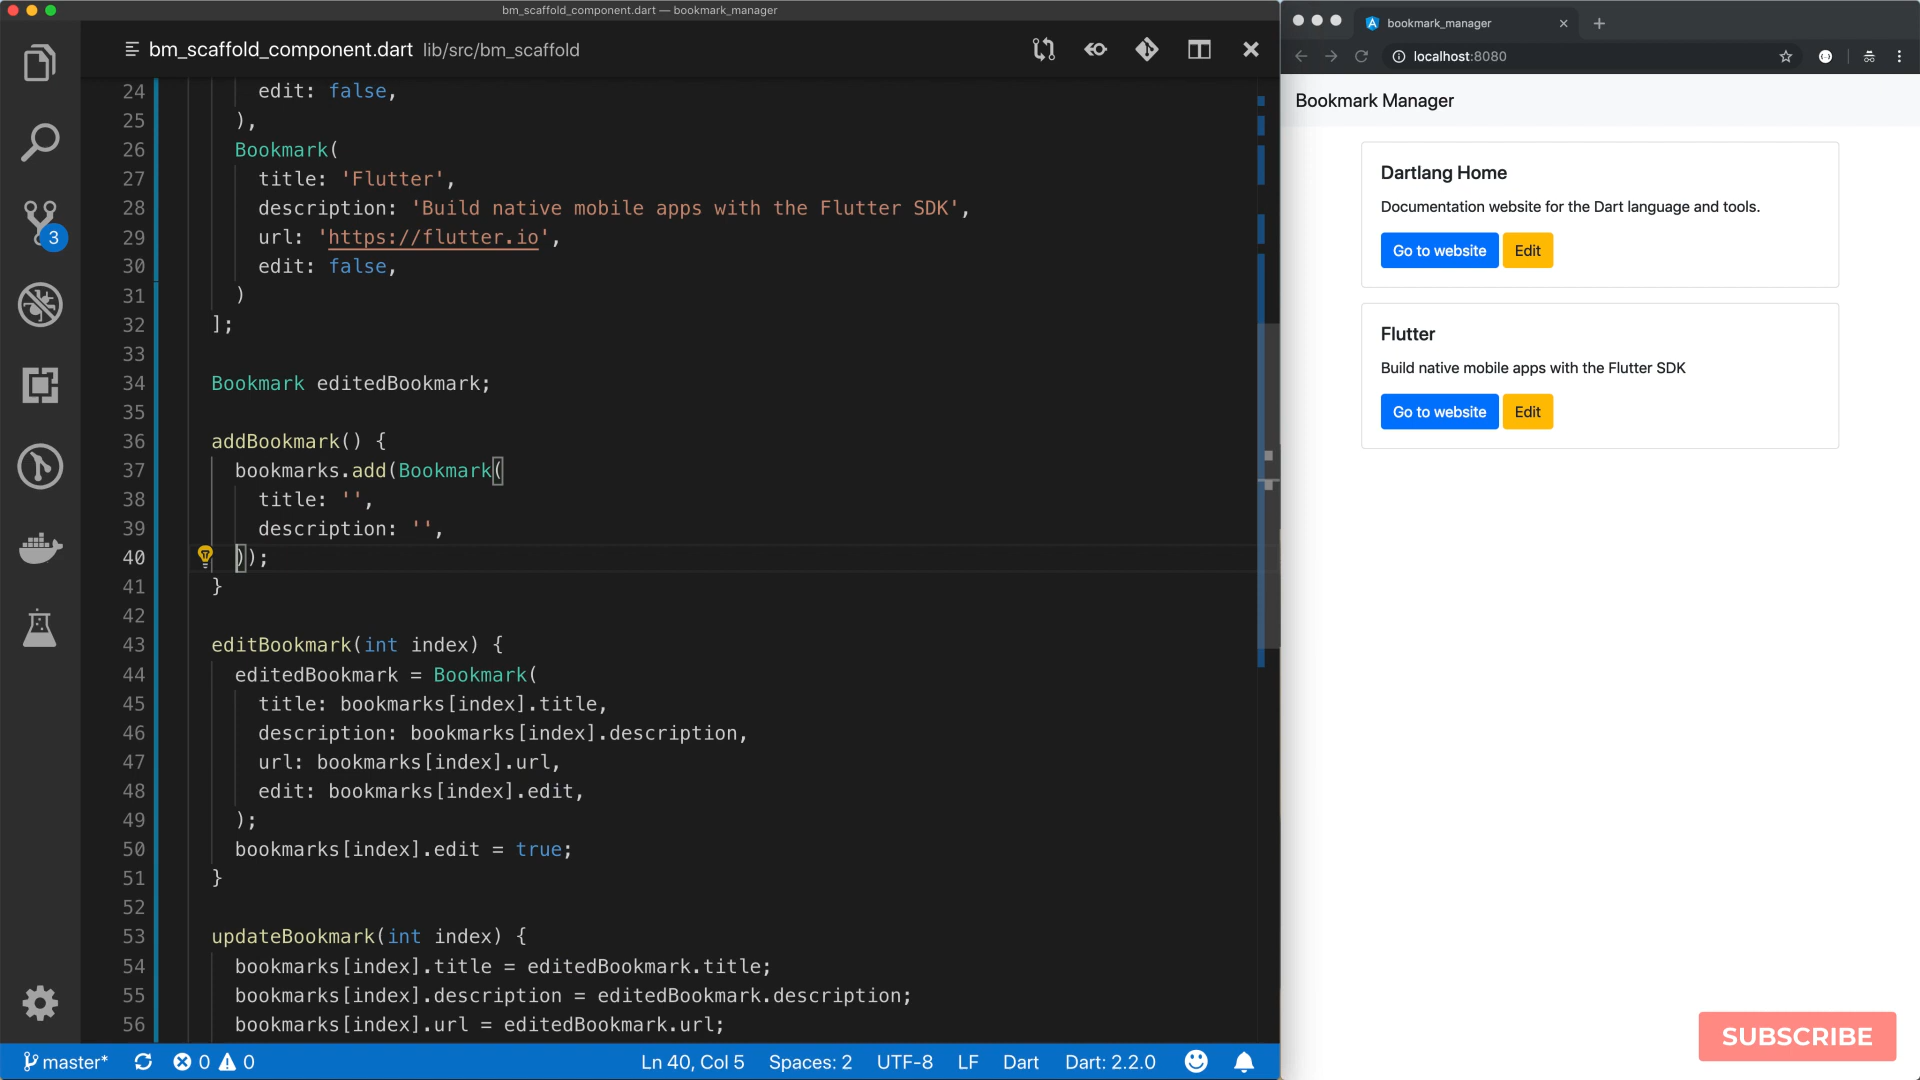 bm_scaffold_component.dart — bookmark_manager
bm_scaffold_component.dart lib/src/bm_scaffold
24 edit: false,
25 ),
26 Bookmark(
27 title: 'Flutter',
28 description: 'Build native mobile apps with the Flutter SDK',
29 url: 'https://flutter.io',
30 edit: false,
31 )
32 ];
33
34 Bookmark editedBookmark;
35
36 addBookmark() {
37 bookmarks.add(Bookmark(
38 title: '',
39 description: '',
40 ));
41 }
42
43 editBookmark(int index) {
44 editedBookmark = Bookmark(
45 title: bookmarks[index].title,
46 description: bookmarks[index].description,
47 url: bookmarks[index].url,
48 edit: bookmarks[index].edit,
49 );
50 bookmarks[index].edit = true;
51 }
52
53 updateBookmark(int index) {
54 bookmarks[index].title = editedBookmark.title;
55 bookmarks[index].description = editedBookmark.description;
56 bookmarks[index].url = editedBookmark.url;
3
master* 0 0 Ln 40, Col 5 Spaces: 2 UTF-8 LF Dart Dart: 2.2.0
bookmark_manager
localhost:8080
Bookmark Manager
Dartlang Home
Documentation website for the Dart language and tools.
Go to website Edit
Flutter
Build native mobile apps with the Flutter SDK
Go to website Edit
SUBSCRIBE